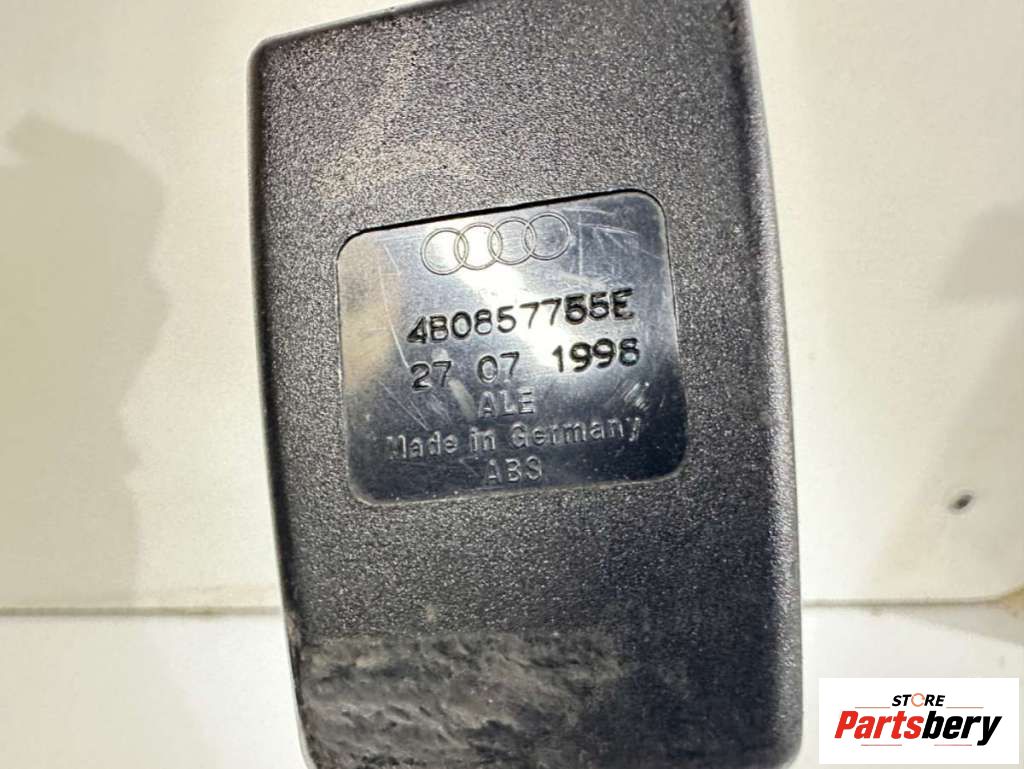 4B0857755E
27 07 1998
ALE
Made in Germany
ABS
STORE
Partsbery